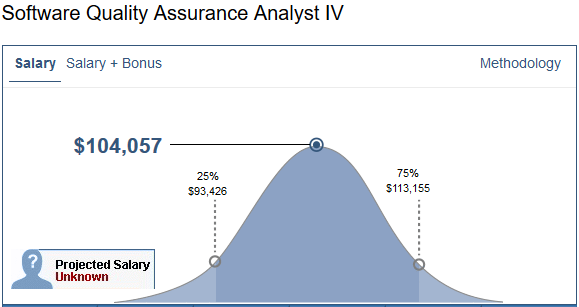 Software Quality Assurance Analyst IV
Salary Salary + Bonus Methodology
$104,057
25%
$93,426
75%
$113,155
?
Projected Salary
Unknown